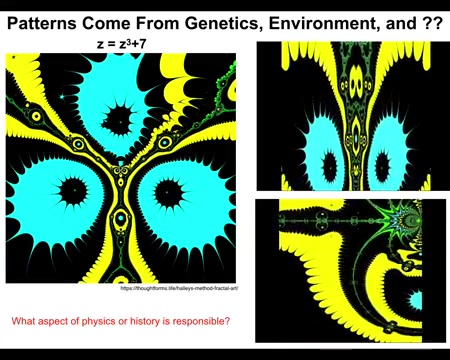 Patterns Come From Genetics, Environment, and ??
z = z³+7
https://thoughtforms.life/halleys-method-fractal-art/
What aspect of physics or history is responsible?